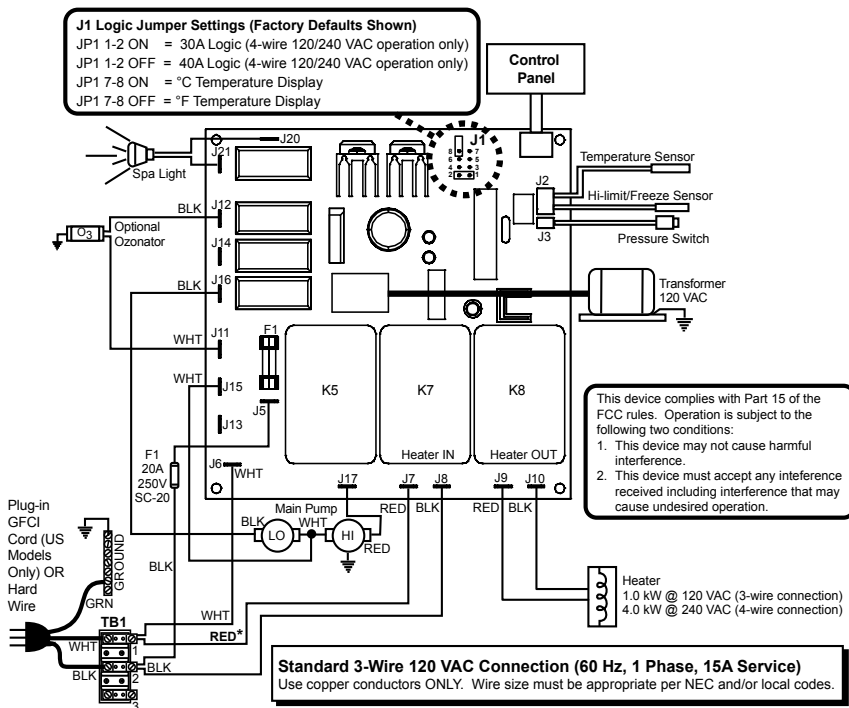 J1 Logic Jumper Settings (Factory Defaults Shown)
JP1 1-2 ON = 30A Logic (4-wire 120/240 VAC operation only)
JP1 1-2 OFF = 40A Logic (4-wire 120/240 VAC operation only)
JP1 7-8 ON = °C Temperature Display
JP1 7-8 OFF = °F Temperature Display
Control
Panel
J20
J1
J21
8 7
6 5
4 3
2 1
Spa Light
Temperature Sensor
J2
Hi-limit/Freeze Sensor
BLK
J12
O3
Optional
Ozonator
J3
Pressure Switch
J14
BLK
J16
Transformer
120 VAC
J11
WHT
F1
WHT
J15
K5
K7
K8
J5
J13
This device complies with Part 15 of the
FCC rules. Operation is subject to the
following two conditions:
1. This device may not cause harmful
interference.
2. This device must accept any inteference
received including interference that may
cause undesired operation.
F1
20A
250V
SC-20
J6
WHT
Heater IN
Heater OUT
J17
J7
J8
J9
J10
Plug-in
GFCI
Cord (US
Models
Only) OR
Hard
Wire
GROUND
Main Pump
RED
BLK
RED
BLK
BLK
LO
WHT
HI
RED
BLK
GRN
Heater
1.0 kW @ 120 VAC (3-wire connection)
4.0 kW @ 240 VAC (4-wire connection)
WHT
TB1
RED*
WHT
1
BLK
BLK
2
3
Standard 3-Wire 120 VAC Connection (60 Hz, 1 Phase, 15A Service)
Use copper conductors ONLY. Wire size must be appropriate per NEC and/or local codes.